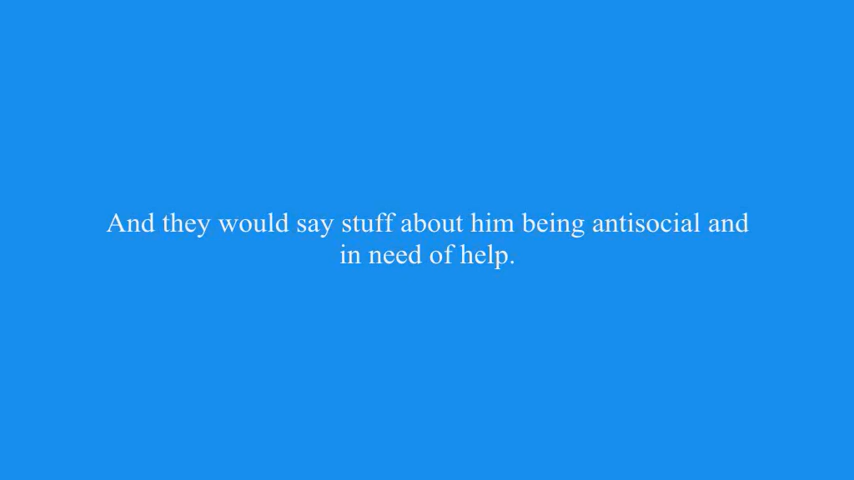 And they would say stuff about him being antisocial and
in need of help.